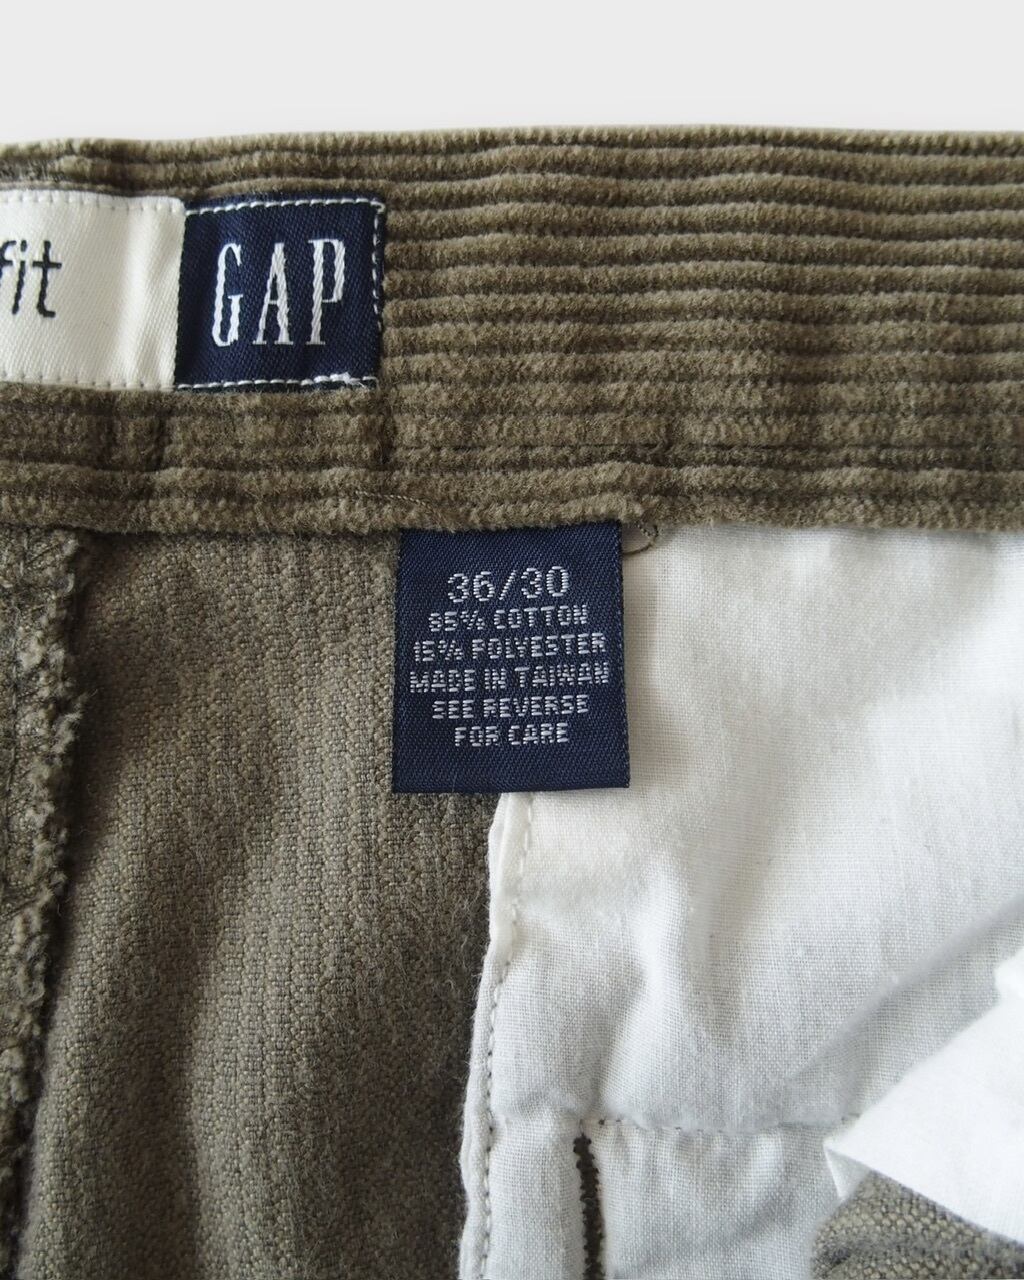 fit
GAP
36/30
85% COTTON
15% POLYESTER
MADE IN TAIWAN
SEE REVERSE
FOR CARE